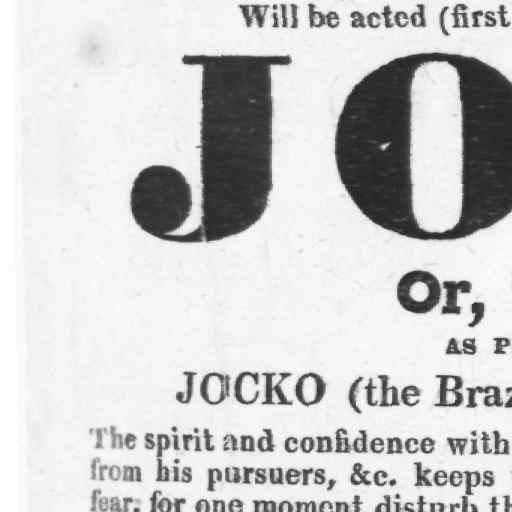 Will be acted (first
JO
Or,
AS P
JOCKO (the Braz
The spirit and confidence with
from his pursuers, &c. keeps
fear; for one moment disturb th